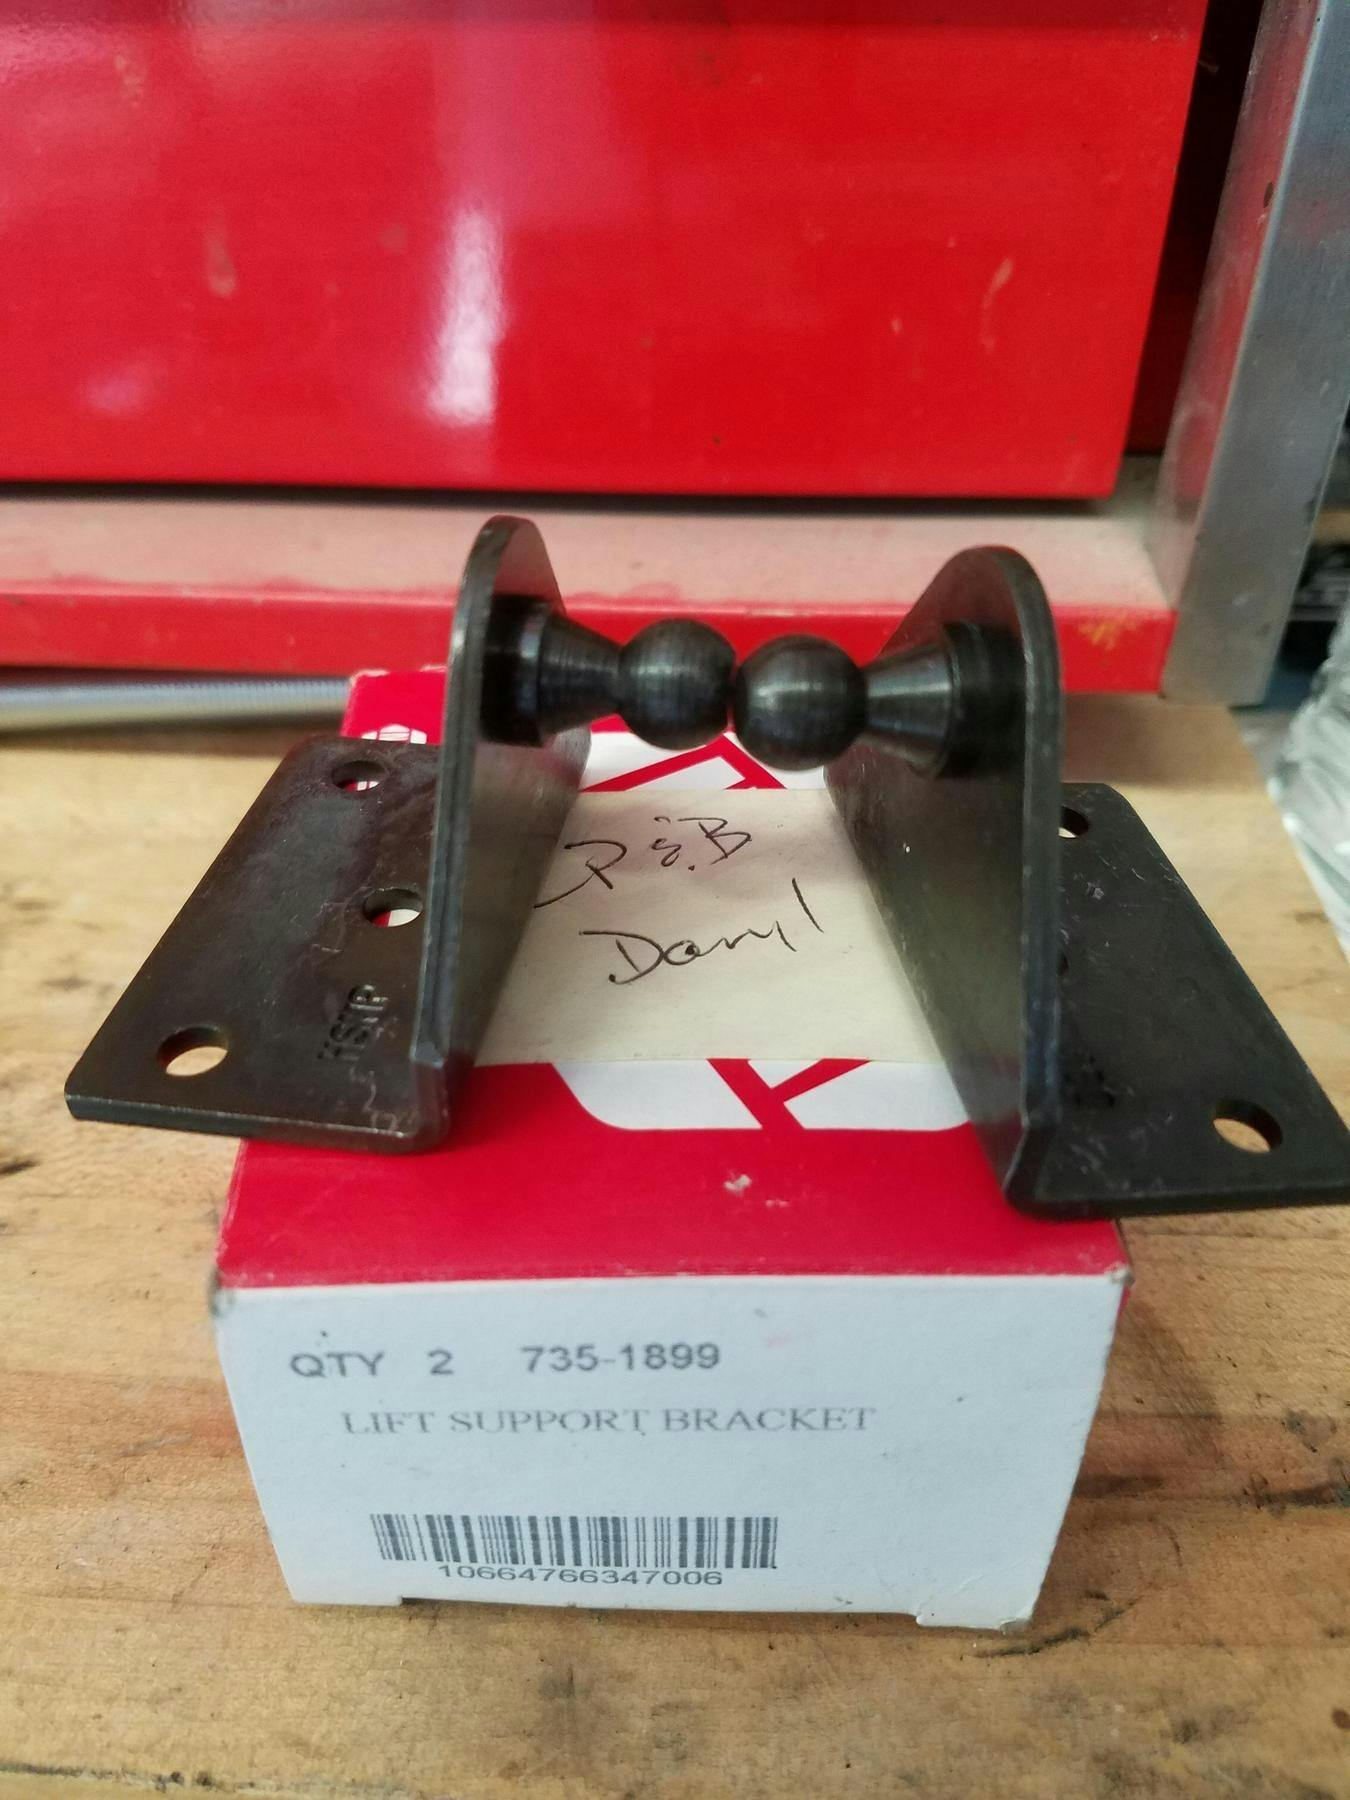 P & B
Daryl
QTY 2 735-1899
LIFT SUPPORT BRACKET
10664766347006